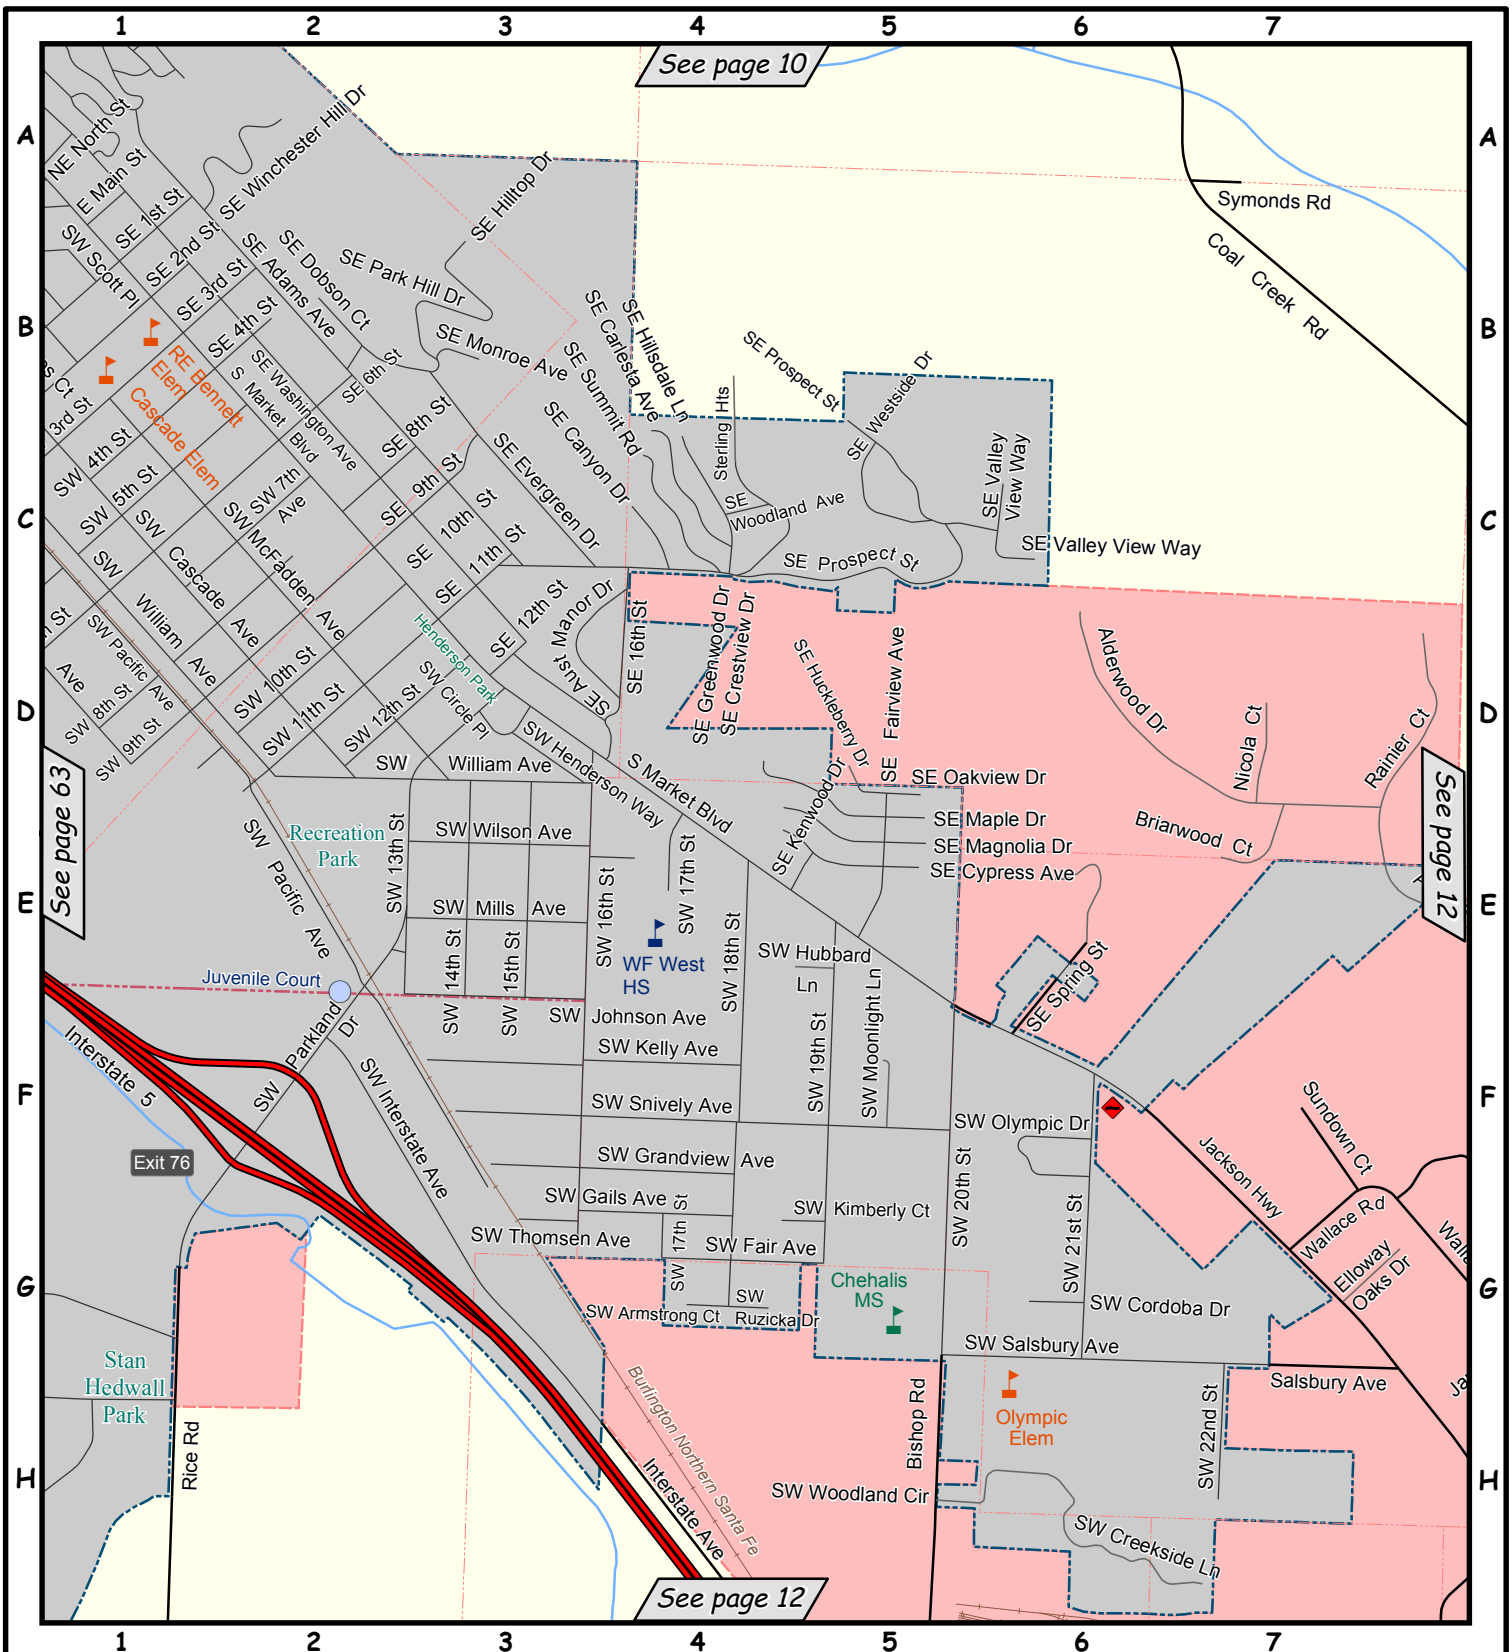 1 2 3 4 5 6 7
See page 10
A A
NE North St
E Main St
SE 1st St
SE Winchester Hill Dr
SE Hilltop Dr
Symonds Rd
Coal Creek Rd
SW Scott Pl
SE 2nd St
SE 3rd St
SE 4th St
SE Adams Ave
SE Dobson Ct
SE Park Hill Dr
SE Monroe Ave
B B
SE Carlesta Ave
SE Hillsdale Ln
SE Summit Rd
SE Canyon Dr
SE Prospect St
SE Westside Dr
Sterling Hts
RE Bennett
Elem
Cascade Elem
s Ct
3rd St
S Market Blvd
SE Washington Ave
SE 6th St
SE 8th St
SE 9th St
SE 10th St
SE 11th St
SE 12th St
SE Evergreen Dr
SW 4th St
SW 5th St
SW 7th
Ave
C C
SW Cascade Ave
SW McFadden Ave
SE
Woodland Ave
SE Valley
View Way
SE Valley View Way
SE Prospect St
SW William Ave
SW Pacific Ave
Ave
St
SW 8th St
SW 9th St
SW 10th St
SW 11th St
SW 12th St
SW Circle Pl
Henderson Park
SE Aust Manor Dr
SE 16th St
SE Greenwood Dr
SE Crestview Dr
SE Huckleberry Dr
SE Fairview Ave
Alderwood Dr
Nicola Ct
Rainier Ct
D D
See page 63
See page 12
SW William Ave
SW Henderson Way
S Market Blvd
SE Kenwood Dr
SE Oakview Dr
SE Maple Dr
SE Magnolia Dr
SE Cypress Ave
Briarwood Ct
SW Pacific Ave
Recreation
Park
SW 13th St
SW Wilson Ave
SW Mills Ave
SW 14th St
SW 15th St
SW 16th St
SW 17th St
SW 18th St
WF West
HS
E E
SW Hubbard
Ln
SW 19th St
SW Moonlight Ln
SE Spring St
Juvenile Court
SW Johnson Ave
SW Kelly Ave
SW Parkland
Dr
Interstate 5
SW Interstate Ave
F F
SW Snively Ave
SW Olympic Dr
Exit 76
SW Grandview Ave
SW Gails Ave
SW 17th St
SW Kimberly Ct
SW Thomsen Ave
SW Fair Ave
SW 20th St
SW 21st St
Jackson Hwy
Sundown Ct
Wallace Rd
Walla
Elloway
Oaks Dr
G G
Chehalis
MS
SW
Ruzicka Dr
SW Armstrong Ct
SW Cordoba Dr
SW Salsbury Ave
Salsbury Ave
Ja
Stan
Hedwall
Park
Rice Rd
Burlington Northern Santa Fe
Interstate Ave
Bishop Rd
Olympic
Elem
SW 22nd St
H H
SW Woodland Cir
SW Creekside Ln
See page 12
1 2 3 4 5 6 7